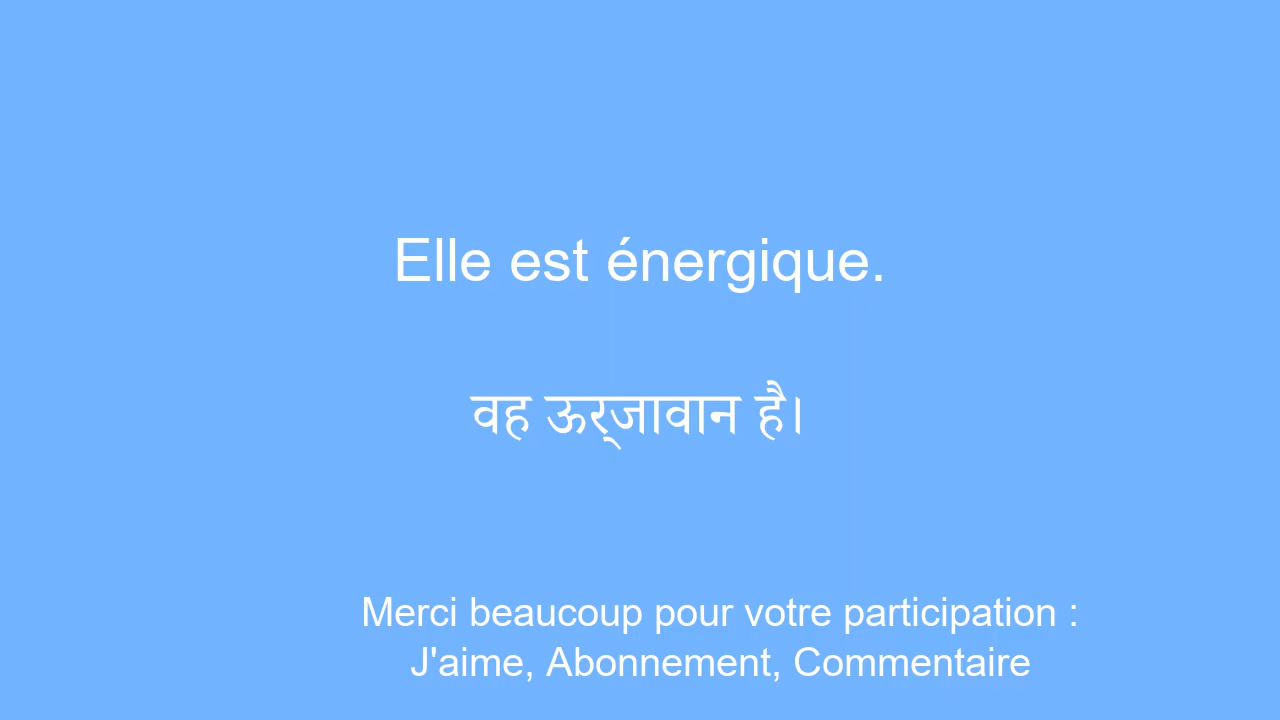 Elle est énergique.
वह ऊर्जावान है।
Merci beaucoup pour votre participation :
J'aime, Abonnement, Commentaire